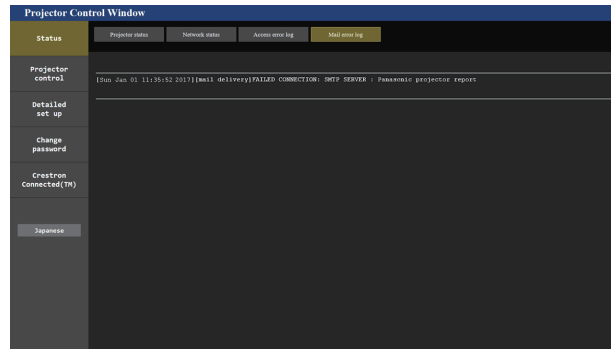 Projector Control Window
Status
Projector status
Network status
Access error log
Mail error log
Projector
control
[Sun Jan 01 11:35:52 2017][mail delivery]FAILED CONNECTION: SMTP SERVER : Panasonic projector report
Detailed
set up
Change
password
Crestron
Connected(TM)
Japanese